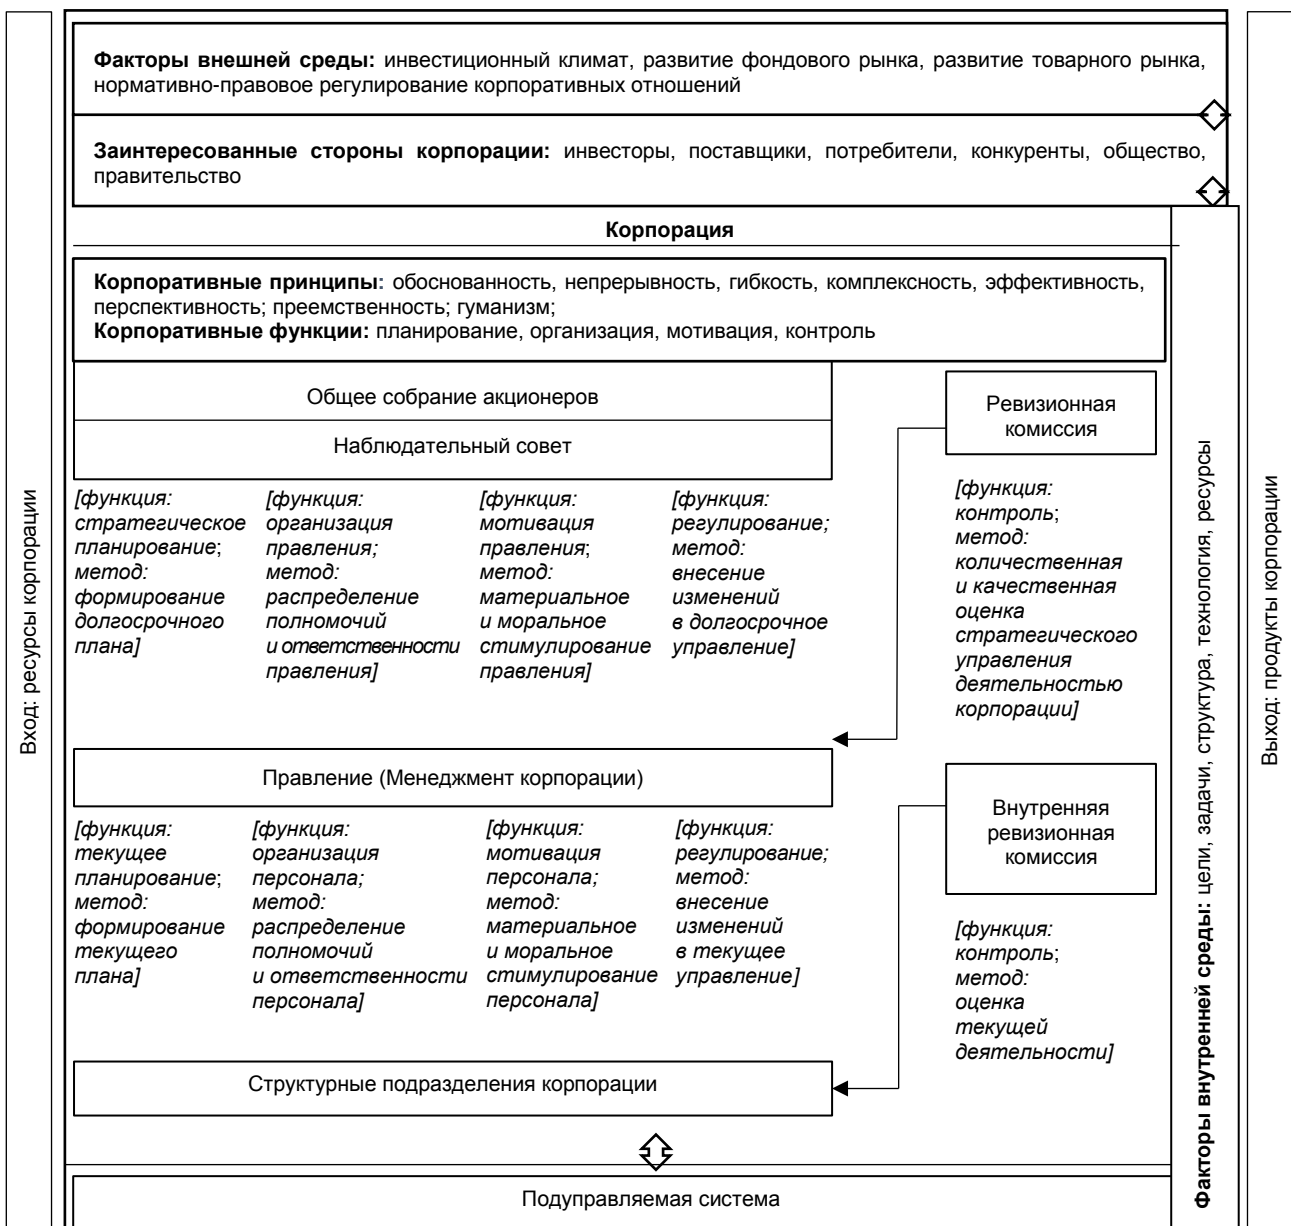 Вход: ресурсы корпорации
Факторы внешней среды: инвестиционный климат, развитие фондового рынка, развитие товарного рынка,
нормативно-правовое регулирование корпоративных отношений
Заинтересованные стороны корпорации: инвесторы, поставщики, потребители, конкуренты, общество,
правительство
Корпорация
Корпоративные принципы: обоснованность, непрерывность, гибкость, комплексность, эффективность,
перспективность; преемственность; гуманизм;
Корпоративные функции: планирование, организация, мотивация, контроль
Общее собрание акционеров
Наблюдательный совет
[функция:
стратегическое
планирование;
метод:
формирование
долгосрочного
плана]
[функция:
организация
правления;
метод:
распределение
полномочий
и ответственности
правления]
[функция:
мотивация
правления;
метод:
материальное
и моральное
стимулирование
правления]
[функция:
регулирование;
метод:
внесение
изменений
в долгосрочное
управление]
Ревизионная
комиссия
[функция:
контроль;
метод:
количественная
и качественная
оценка
стратегического
управления
деятельностью
корпорации]
Правление (Менеджмент корпорации)
[функция:
текущее
планирование;
метод:
формирование
текущего
плана]
[функция:
организация
персонала;
метод:
распределение
полномочий
и ответственности
персонала]
[функция:
мотивация
персонала;
метод:
материальное
и моральное
стимулирование
персонала]
[функция:
регулирование;
метод:
внесение
изменений
в текущее
управление]
Внутренняя
ревизионная
комиссия
[функция:
контроль;
метод:
оценка
текущей
деятельности]
Структурные подразделения корпорации
Подуправляемая система
Факторы внутренней среды: цели, задачи, структура, технология, ресурсы
Выход: продукты корпорации